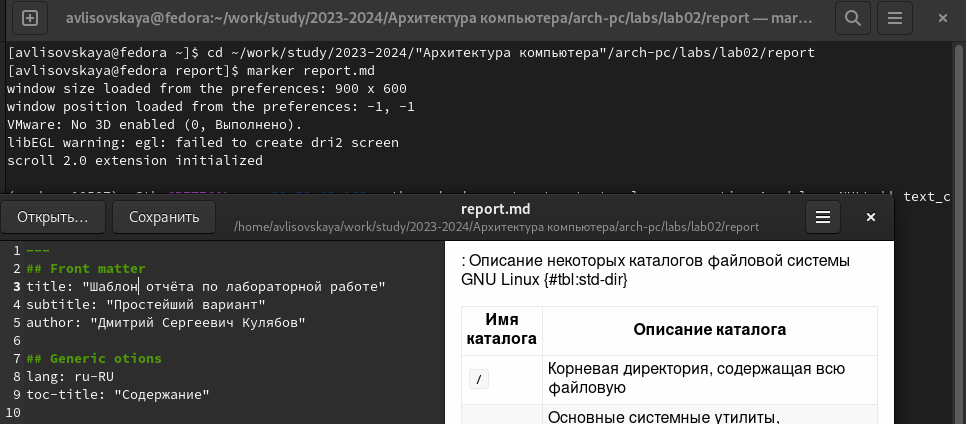 avlisovskaya@fedora:~/work/study/2023-2024/Архитектура компьютера/arch-pc/labs/lab02/report — mar…
[avlisovskaya@fedora ~]$ cd ~/work/study/2023-2024/"Архитектура компьютера"/arch-pc/labs/lab02/report
[avlisovskaya@fedora report]$ marker report.md
window size loaded from the preferences: 900 x 600
window position loaded from the preferences: -1, -1
VMware: No 3D enabled (0, Выполнено).
libEGL warning: egl: failed to create dri2 screen
scroll 2.0 extension initialized
text_c
Открыть… Сохранить
report.md
/home/avlisovskaya/work/study/2023-2024/Архитектура компьютера/arch-pc/labs/lab02/report
1 ---
2 ## Front matter
3 title: "Шаблон отчёта по лабораторной работе"
4 subtitle: "Простейший вариант"
5 author: "Дмитрий Сергеевич Кулябов"
6
7 ## Generic otions
8 lang: ru-RU
9 toc-title: "Содержание"
10
: Описание некоторых каталогов файловой системы
GNU Linux {#tbl:std-dir}
Имя
каталога
Описание каталога
/
Корневая директория, содержащая всю
файловую
Основные системные утилиты,